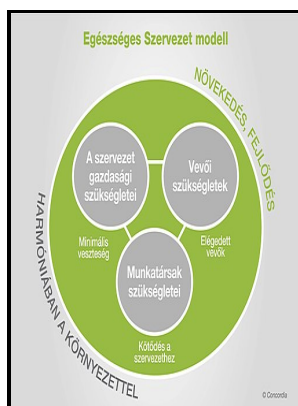 Egészséges Szervezet modell
NÖVEKEDÉS, FEJLŐDÉS
A szervezet
gazdasági
szükségletei
Vevői
szükségletek
Minimális
veszteség
Elégedett
vevők
Munkatársak
szükségletei
Kötődés a
szervezethez
HARMÓNIÁBAN A KÖRNYEZETTEL
© Concordia